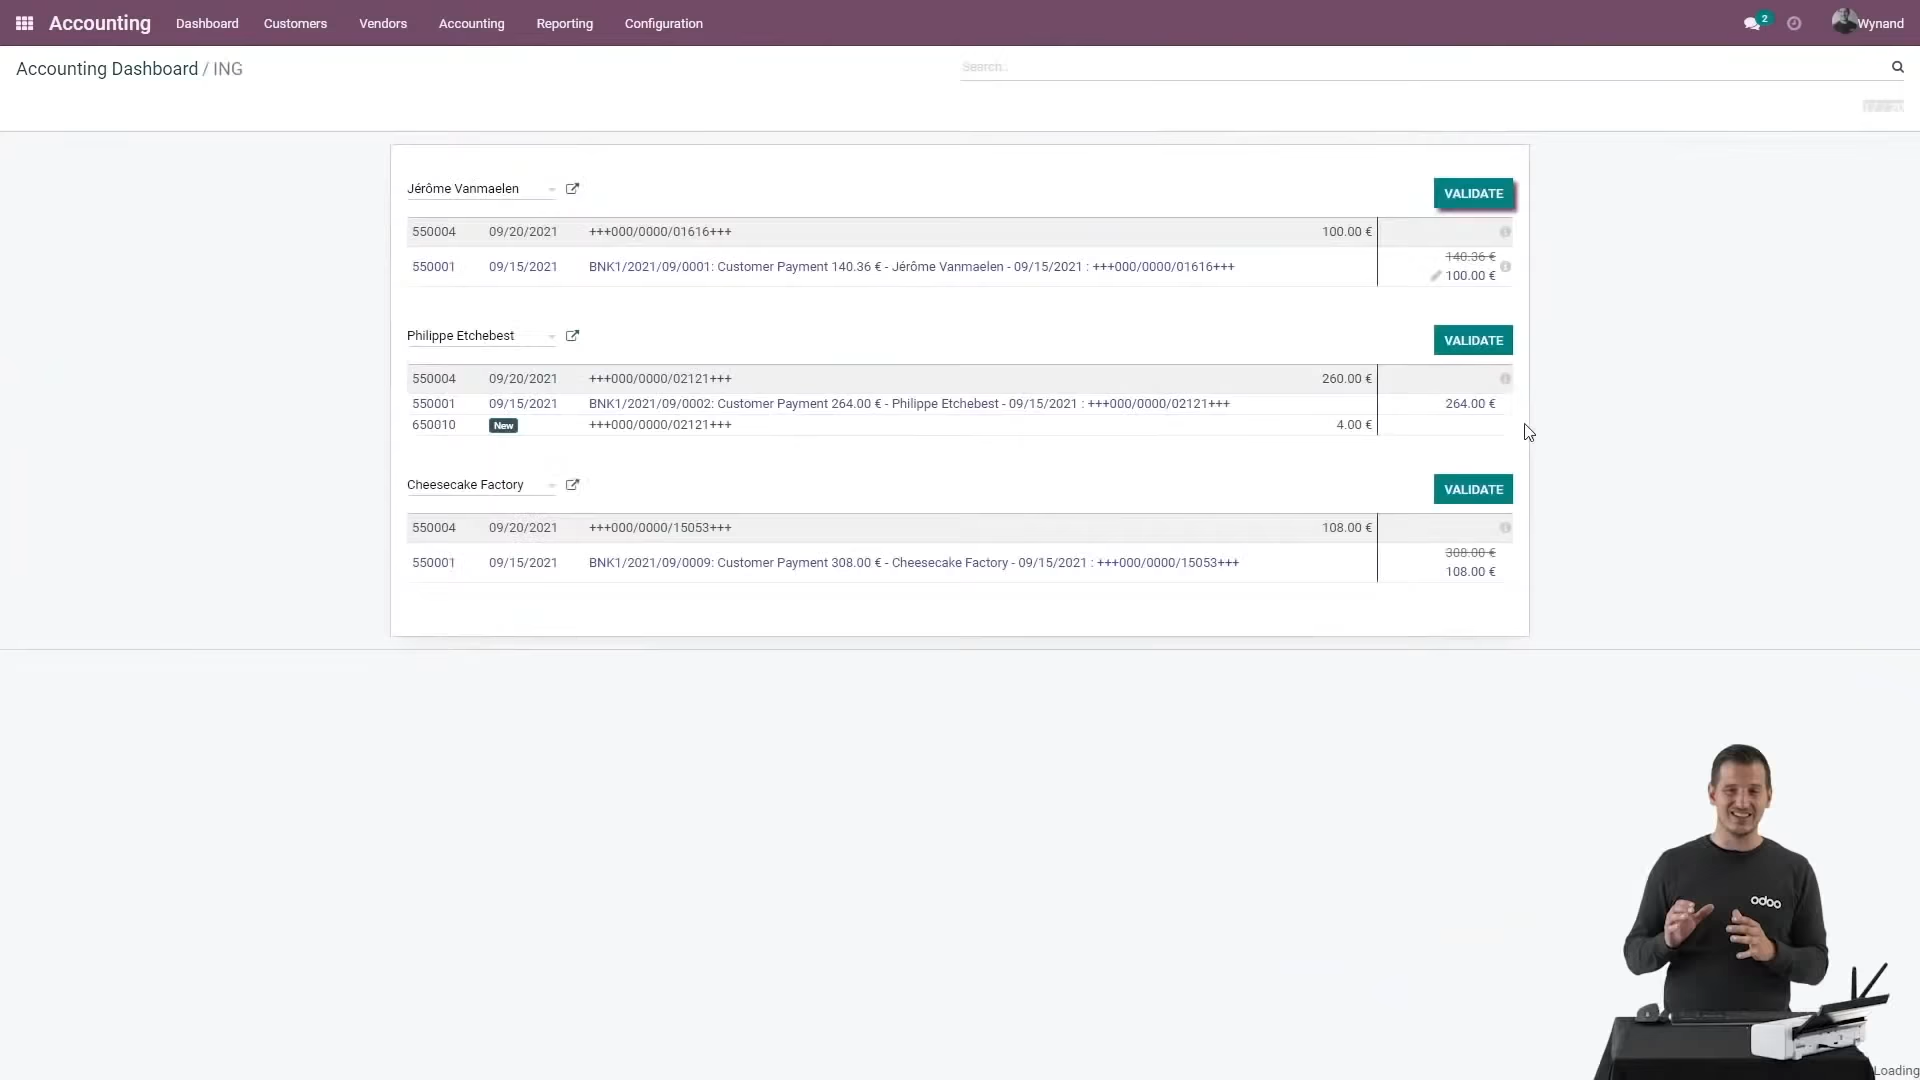 Accounting Dashboard Customers Vendors Accounting Reporting Configuration 2 Wynand
Accounting Dashboard / ING
Search...
Jérôme Vanmaelen VALIDATE
550004 09/20/2021 +++000/0000/01616+++ 100.00 €
550001 09/15/2021 BNK1/2021/09/0001: Customer Payment 140.36 € - Jérôme Vanmaelen - 09/15/2021 : +++000/0000/01616+++ 140.36 €
100.00 €
Philippe Etchebest VALIDATE
550004 09/20/2021 +++000/0000/02121+++ 260.00 €
550001 09/15/2021 BNK1/2021/09/0002: Customer Payment 264.00 € - Philippe Etchebest - 09/15/2021 : +++000/0000/02121+++ 264.00 €
650010 New +++000/0000/02121+++ 4.00 €
Cheesecake Factory VALIDATE
550004 09/20/2021 +++000/0000/15053+++ 108.00 €
550001 09/15/2021 BNK1/2021/09/0009: Customer Payment 308.00 € - Cheesecake Factory - 09/15/2021 : +++000/0000/15053+++ 308.00 €
108.00 €
odoo
Loading